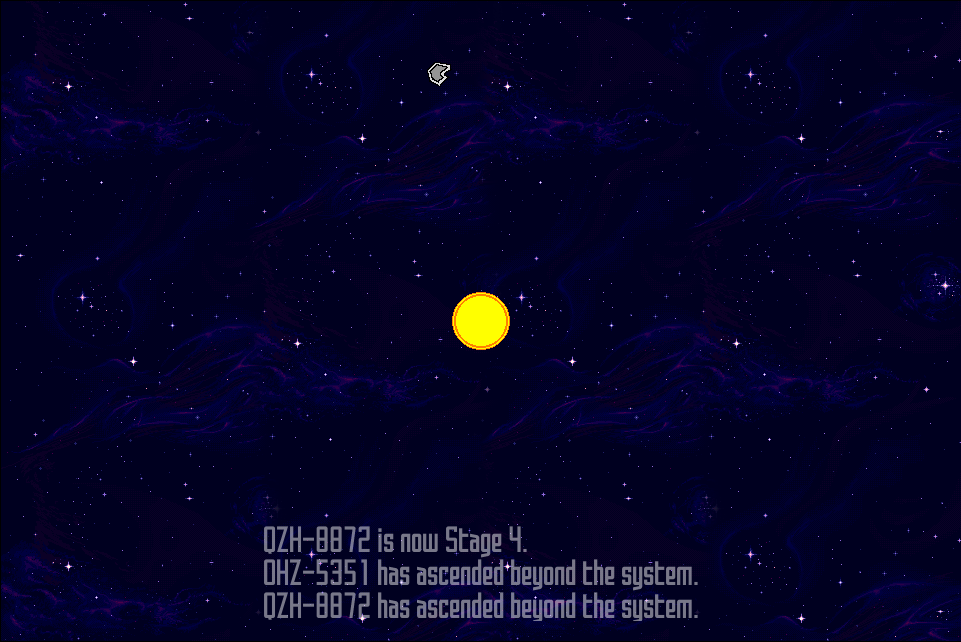 QZH-8872 is now Stage 4.
OHZ-5351 has ascended beyond the system.
QZH-8872 has ascended beyond the system.